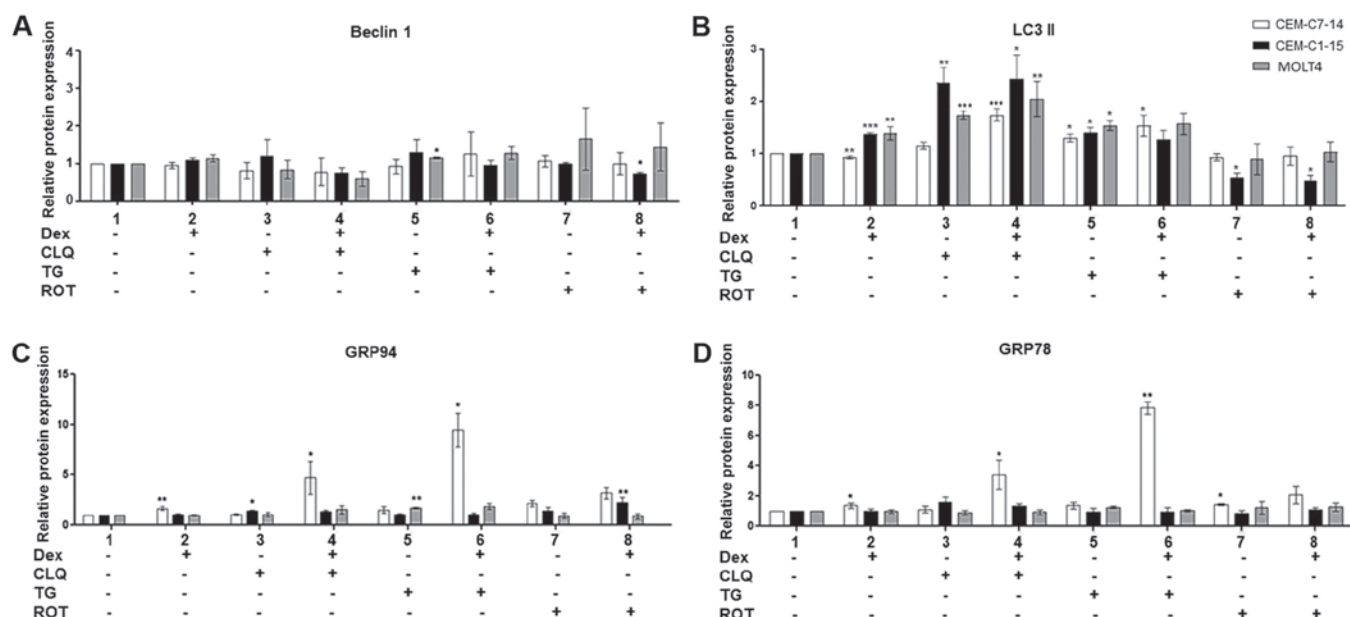 A
Beclin 1
Relative protein expression
4
3
2
1
0
1 2 3 4 5 6 7 8
* *
Dex - + - + - + - +
CLQ - - + + - - - -
TG - - - - + + - -
ROT - - - - - - + +
B
LC3 II
CEM-C7-14
CEM-C1-15
MOLT4
Relative protein expression
3
2
1
0
** *** ** ** *** *** * ** * * * * * *
1 2 3 4 5 6 7 8
Dex - + - + - + - +
CLQ - - + + - - - -
TG - - - - + + - -
ROT - - - - - - + +
C
GRP94
Relative protein expression
15
10
5
0
** * * ** * **
1 2 3 4 5 6 7 8
Dex - + - + - + - +
CLQ - - + + - - - -
TG - - - - + + - -
ROT - - - - - - + +
D
GRP78
Relative protein expression
10
8
6
4
2
0
* * ** *
1 2 3 4 5 6 7 8
Dex - + - + - + - +
CLQ - - + + - - - -
TG - - - - + + - -
ROT - - - - - - + +